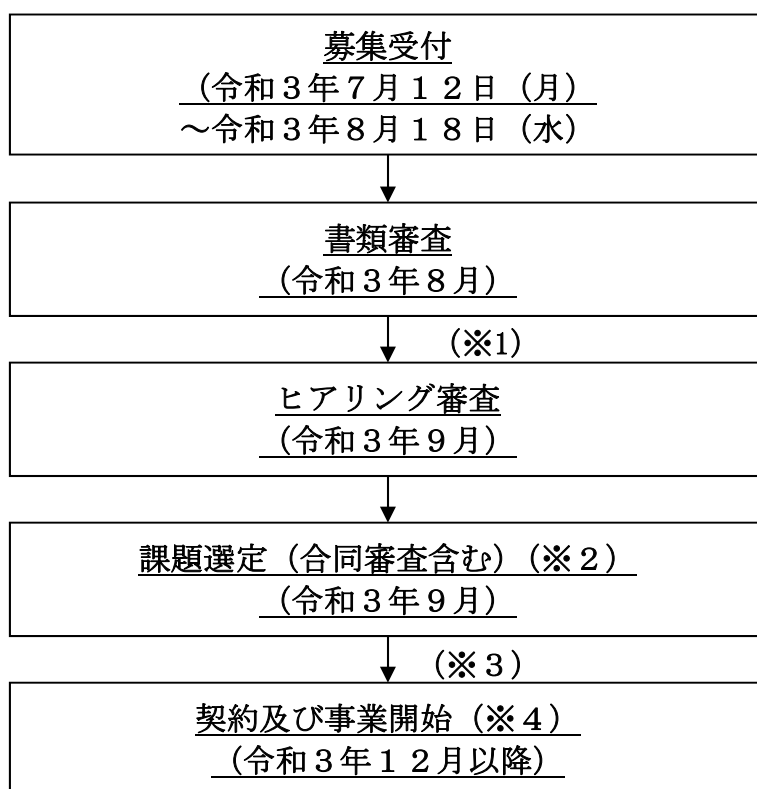 募集受付
（令和３年７月１２日（月）
～令和３年８月１８日（水）
書類審査
（令和３年８月）
（※1）
ヒアリング審査
（令和３年９月）
課題選定（合同審査含む）（※２）
（令和３年９月）
（※３）
契約及び事業開始（※４）
（令和３年１２月以降）